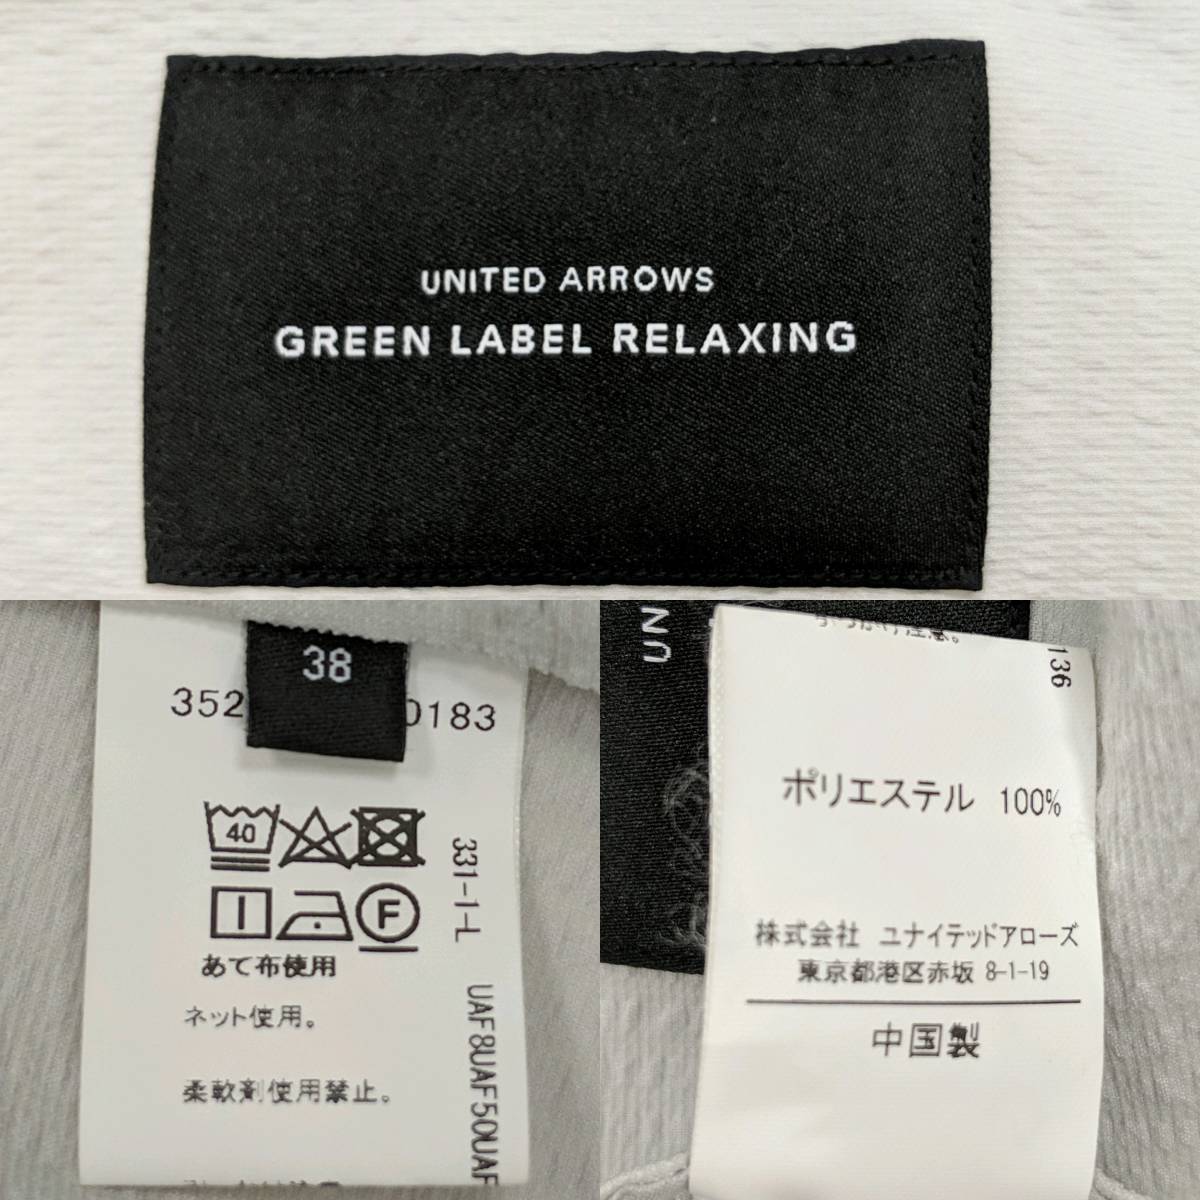 UNITED ARROWS
GREEN LABEL RELAXING
38
352
0183
40
F
あて布使用
ネット使用。
柔軟剤使用禁止。
331-1-L
UAF8UAF50UAF
UN
136
ポリエステル 100%
株式会社 ユナイテッドアローズ
東京都港区赤坂 8-1-19
中国製